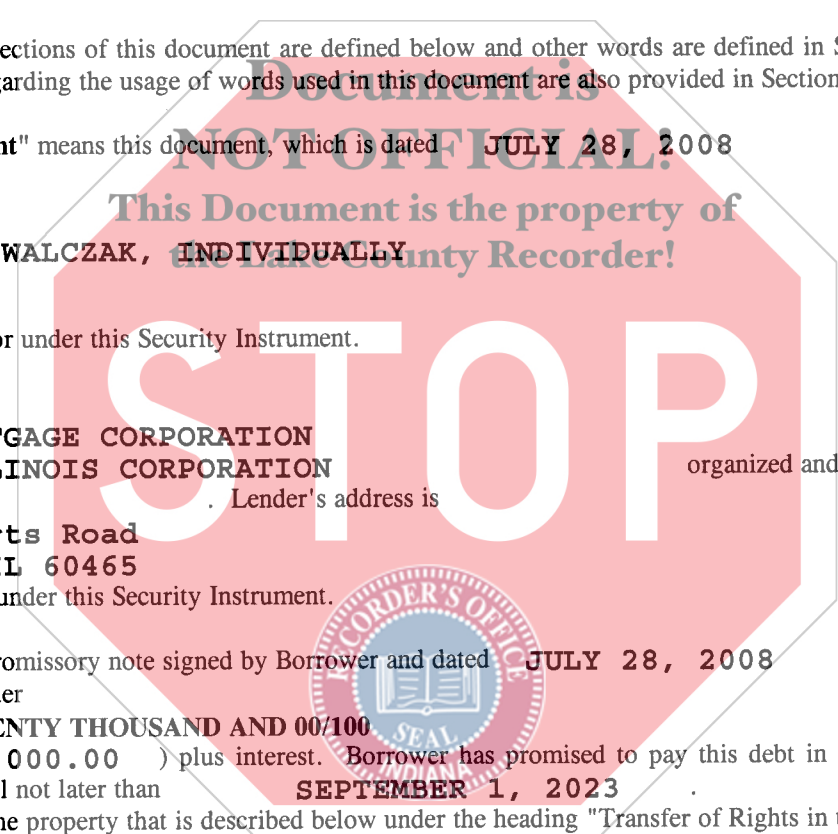 ections of this document are defined below and other words are defined in S
garding the usage of words used in this document are also provided in Section
Document is
nt" means this document, which is dated JULY 28, 2008
NOT OFFICIAL!
This Document is the property of
WALCZAK, INDIVIDUALLY
the Lake County Recorder!
or under this Security Instrument.
STOP
GAGE CORPORATION
LINOIS CORPORATION organized and
. Lender's address is
rts Road
IL 60465
under this Security Instrument.
RECORDER'S OFFICE
romissory note signed by Borrower and dated JULY 28, 2008
er
ENTY THOUSAND AND 00/100
SEAL
000.00 ) plus interest. Borrower has promised to pay this debt in
INDIANA
l not later than SEPTEMBER 1, 2023 .
ne property that is described below under the heading "Transfer of Rights in